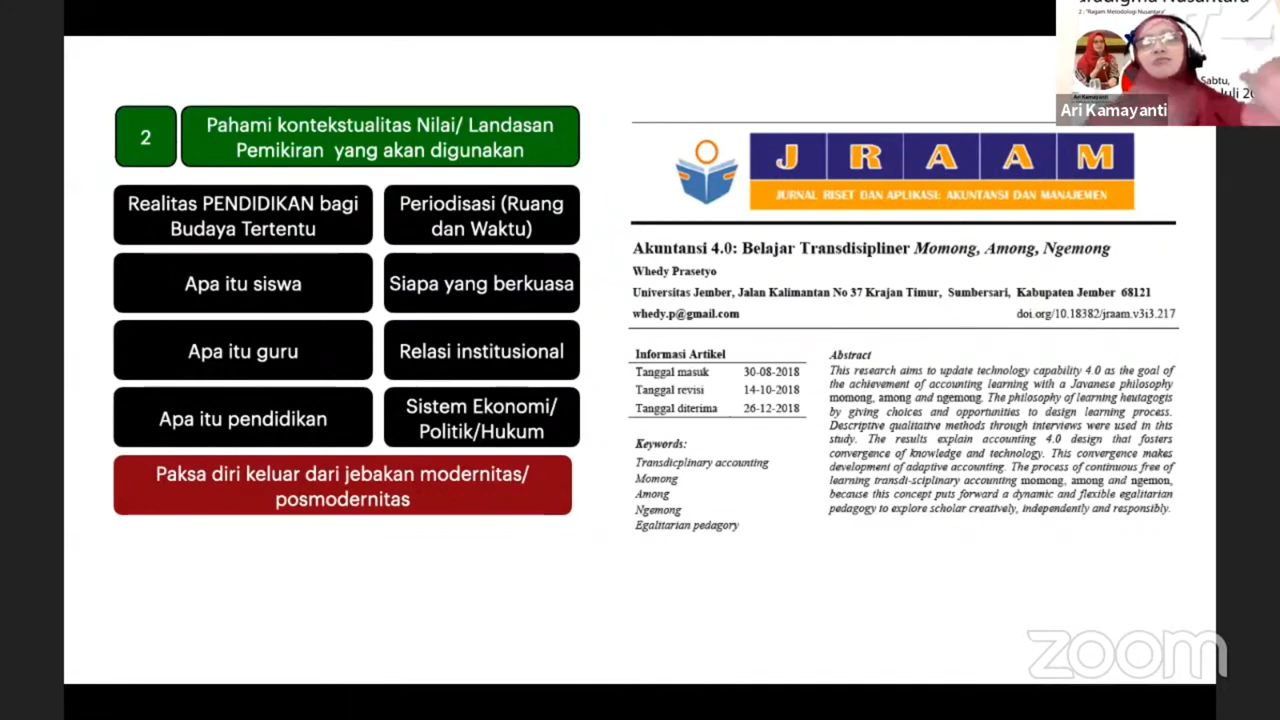 2
Pahami kontekstualitas Nilai/ Landasan
Pemikiran yang akan digunakan
Realitas PENDIDIKAN bagi
Budaya Tertentu
Periodisasi (Ruang
dan Waktu)
Apa itu siswa
Siapa yang berkuasa
Apa itu guru
Relasi institusional
Apa itu pendidikan
Sistem Ekonomi/
Politik/Hukum
Paksa diri keluar dari jebakan modernitas/
posmodernitas
J R A A M
JURNAL RISET DAN APLIKASI: AKUNTANSI DAN MANAJEMEN
Akuntansi 4.0: Belajar Transdisipliner Momong, Among, Ngemong
Whedy Prasetyo
Universitas Jember, Jalan Kalimantan No 37 Krajan Timur, Sumbersari, Kabupaten Jember 68121
whedy.p@gmail.com
doi.org/10.18382/jraam.v3i3.217
Informasi Artikel
Tanggal masuk 30-08-2018
Tanggal revisi 14-10-2018
Tanggal diterima 26-12-2018
Keywords:
Transdicplinary accounting
Momong
Among
Ngemong
Egalitarian pedagory
Abstract
This research aims to update technology capability 4.0 as the goal of
the achievement of accounting learning with a Javanese philosophy
momong, among and ngemong. The philosophy of learning heutagogis
by giving choices and opportunities to design learning process.
Descriptive qualitative methods through interviews were used in this
study. The results explain accounting 4.0 design that fosters
convergence of knowledge and technology. This convergence makes
development of adaptive accounting. The process of continuous free of
learning transdi-sciplinary accounting momong, among and ngemon,
because this concept puts forward a dynamic and flexible egalitarian
pedagogy to explore scholar creatively, independently and responsibly.
Nusantara
2 : "Ragam Metodologi Nusantara"
Sabtu,
Juli
Ari Kamayanti
zoom